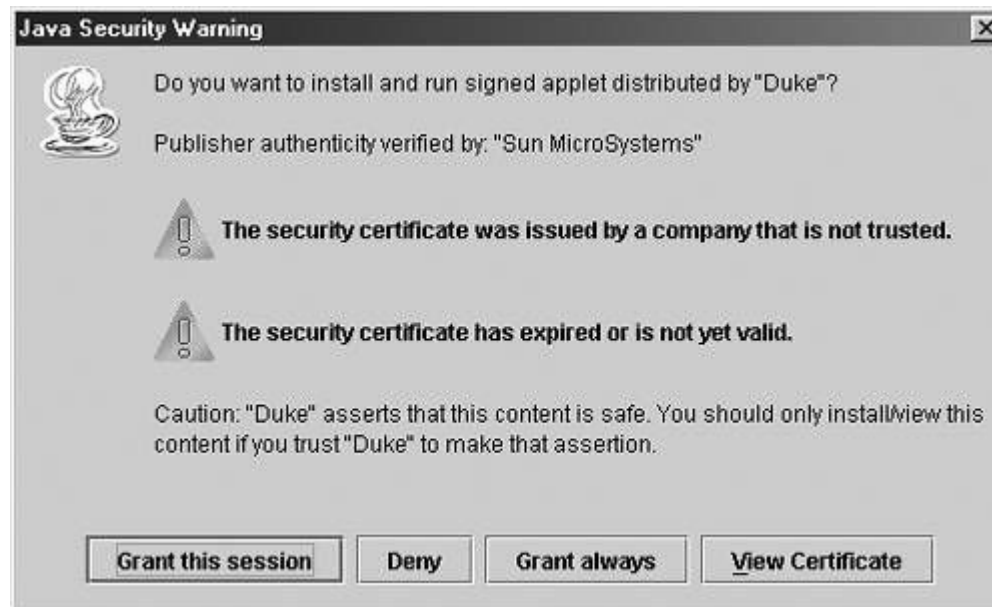 Java Security Warning
Do you want to install and run signed applet distributed by "Duke"?
Publisher authenticity verified by: "Sun MicroSystems"
The security certificate was issued by a company that is not trusted.
The security certificate has expired or is not yet valid.
Caution: "Duke" asserts that this content is safe. You should only install/view this
content if you trust "Duke" to make that assertion.
Grant this session Deny Grant always View Certificate